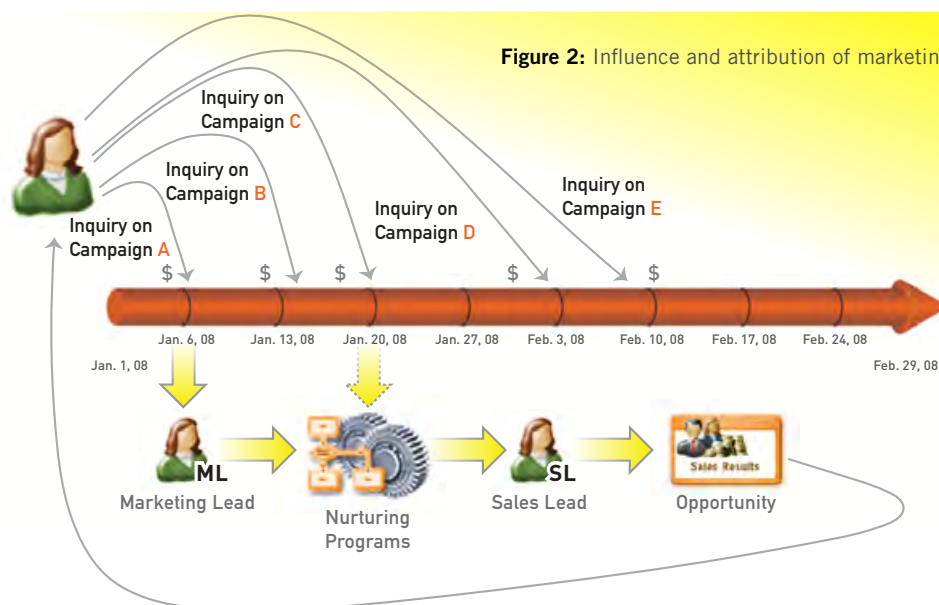 Figure 2: Influence and attribution of marketin
Inquiry on
Campaign C
Inquiry on
Campaign B
Inquiry on
Campaign E
Inquiry on
Campaign D
Inquiry on
Campaign A
$ $ $ $ $
Jan. 6, 08 Jan. 13, 08 Jan. 20, 08 Jan. 27, 08 Feb. 3, 08 Feb. 10, 08 Feb. 17, 08 Feb. 24, 08
Jan. 1, 08 Feb. 29, 08
ML
SL
Sales Results
Marketing Lead
Nurturing
Programs
Sales Lead
Opportunity